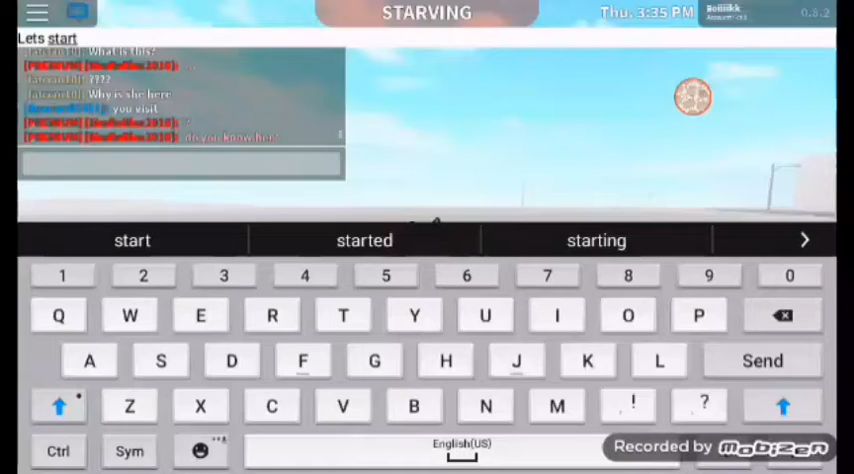 STARVING
Thu. 3:35 PM
0.8.2
Lets start
What is this?
????
Why is she here
you visit
do you know her?
start started starting
1 2 3 4 5 6 7 8 9 0
Q W E R T Y U I O P
A S D F G H J K L Send
Z X C V B N M ! ?
Ctrl Sym English(US)
Recorded by mobizen